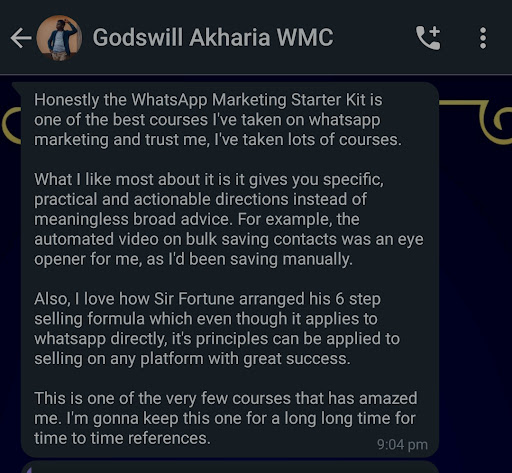 Godswill Akharia WMC
Honestly the WhatsApp Marketing Starter Kit is
one of the best courses I've taken on whatsapp
marketing and trust me, I've taken lots of courses.
What I like most about it is it gives you specific,
practical and actionable directions instead of
meaningless broad advice. For example, the
automated video on bulk saving contacts was an eye
opener for me, as I'd been saving manually.
Also, I love how Sir Fortune arranged his 6 step
selling formula which even though it applies to
whatsapp directly, it's principles can be applied to
selling on any platform with great success.
This is one of the very few courses that has amazed
me. I'm gonna keep this one for a long long time for
time to time references.
9:04 pm